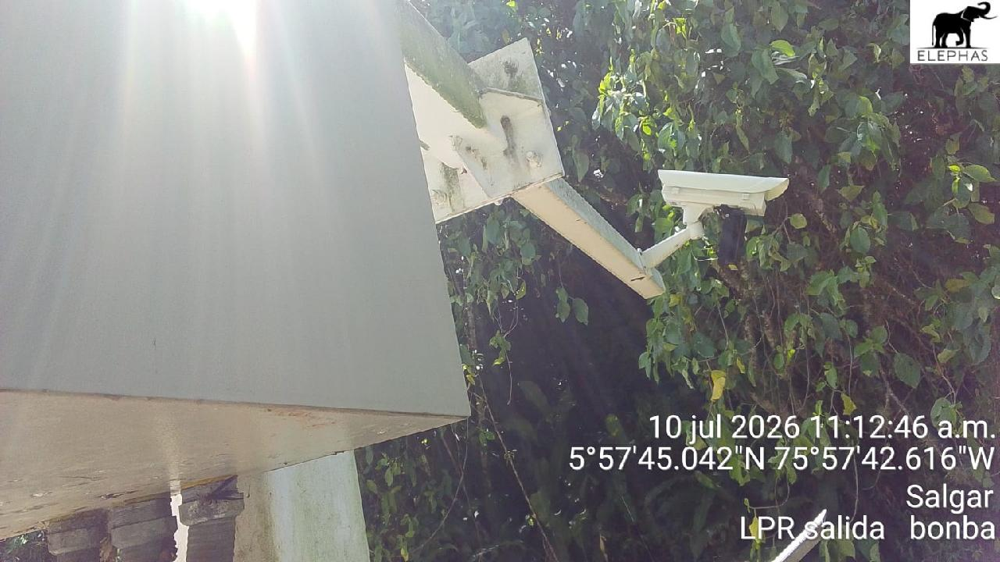 ELEPHAS
10 jul 2026 11:12:46 a.m.
5°57'45.042"N 75°57'42.616"W
Salgar
LPR salida bonba